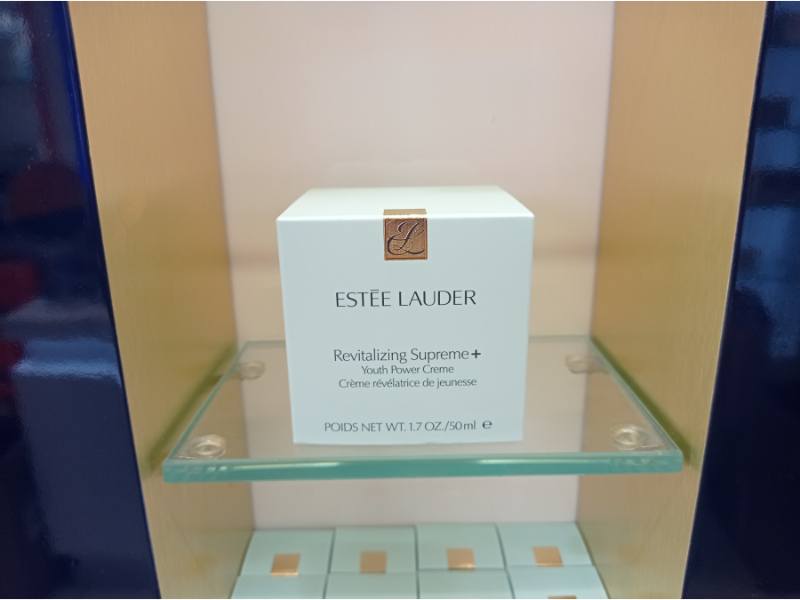 EL
ESTĒE LAUDER
Revitalizing Supreme+
Youth Power Creme
Crème révélatrice de jeunesse
POIDS NET WT. 1.7 OZ./50 ml ℮